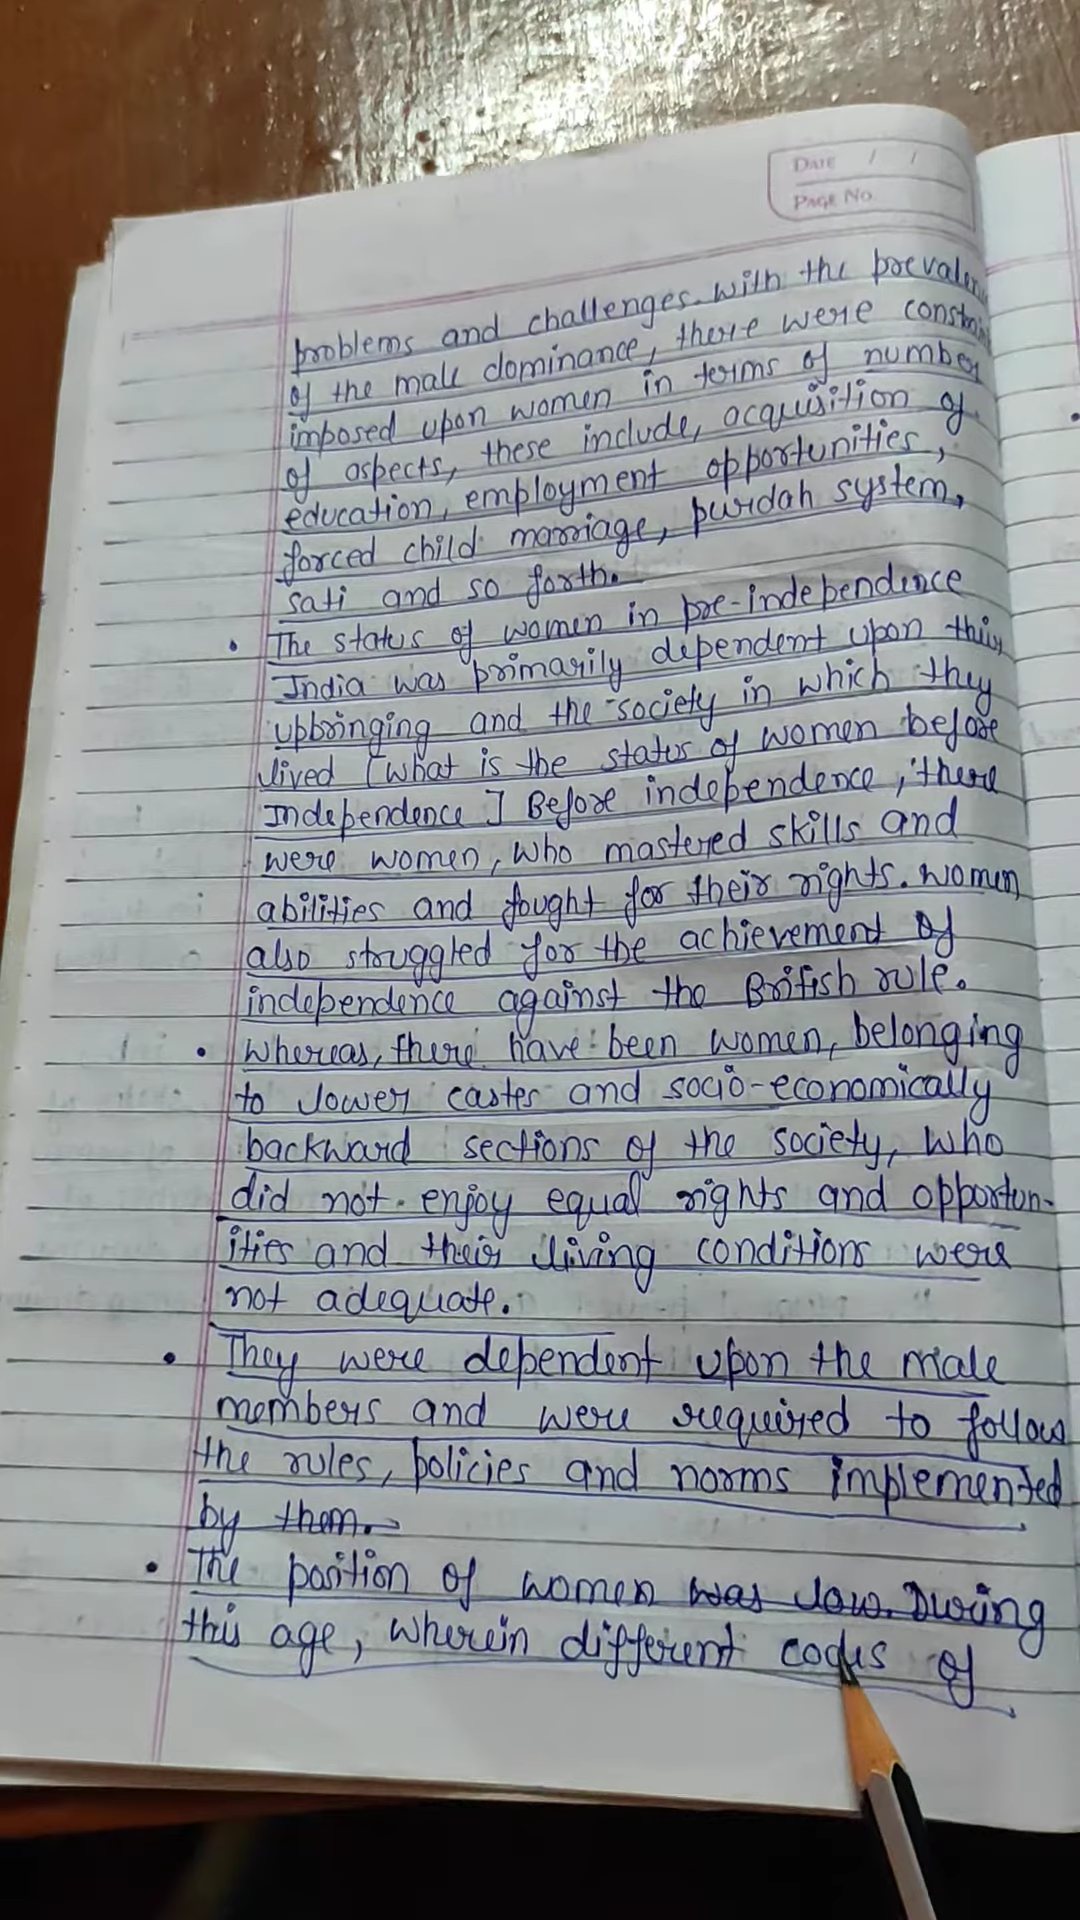 DATE / /
PAGE No.
problems and challenges. with the prevalen
of the male dominance, there were constrai
imposed upon women in terms of number
of aspects, these include, acquisition of
education, employment opportunities,
forced child marriage, purdah system,
sati and so forth.
• The status of women in pre-independence
India was primarily dependent upon their
upbringing and the society in which they
lived [what is the status of women before
Independence] Before independence, there
were women, who mastered skills and
abilities and fought for their rights. women
also struggled for the achievement of
independence against the British rule.
• whereas, there have been women, belonging
to lower castes and socio-economically
backward sections of the society, who
did not enjoy equal rights and opportun-
ities and their living conditions were
not adequate.
• They were dependent upon the male
members and were required to follow
the rules, policies and norms implemented
by them.
• The position of women was low. During
this age, wherein different codes of